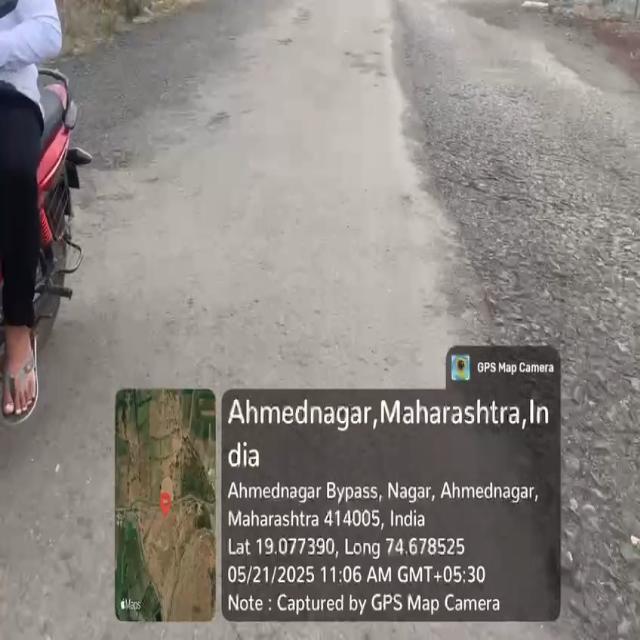 GPS Map Camera
Ahmednagar,Maharashtra,In
dia
Ahmednagar Bypass, Nagar, Ahmednagar,
Maharashtra 414005, India
Lat 19.077390, Long 74.678525
05/21/2025 11:06 AM GMT+05:30
Note : Captured by GPS Map Camera
Maps